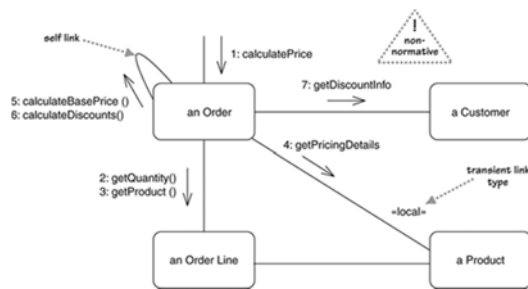 self link
1: calculatePrice
!
non-
normative
5: calculateBasePrice ()
6: calculateDiscounts()
an Order
7: getDiscountInfo
a Customer
4: getPricingDetails
2: getQuantity()
3: getProduct ()
transient link
type
«local»
an Order Line
a Product